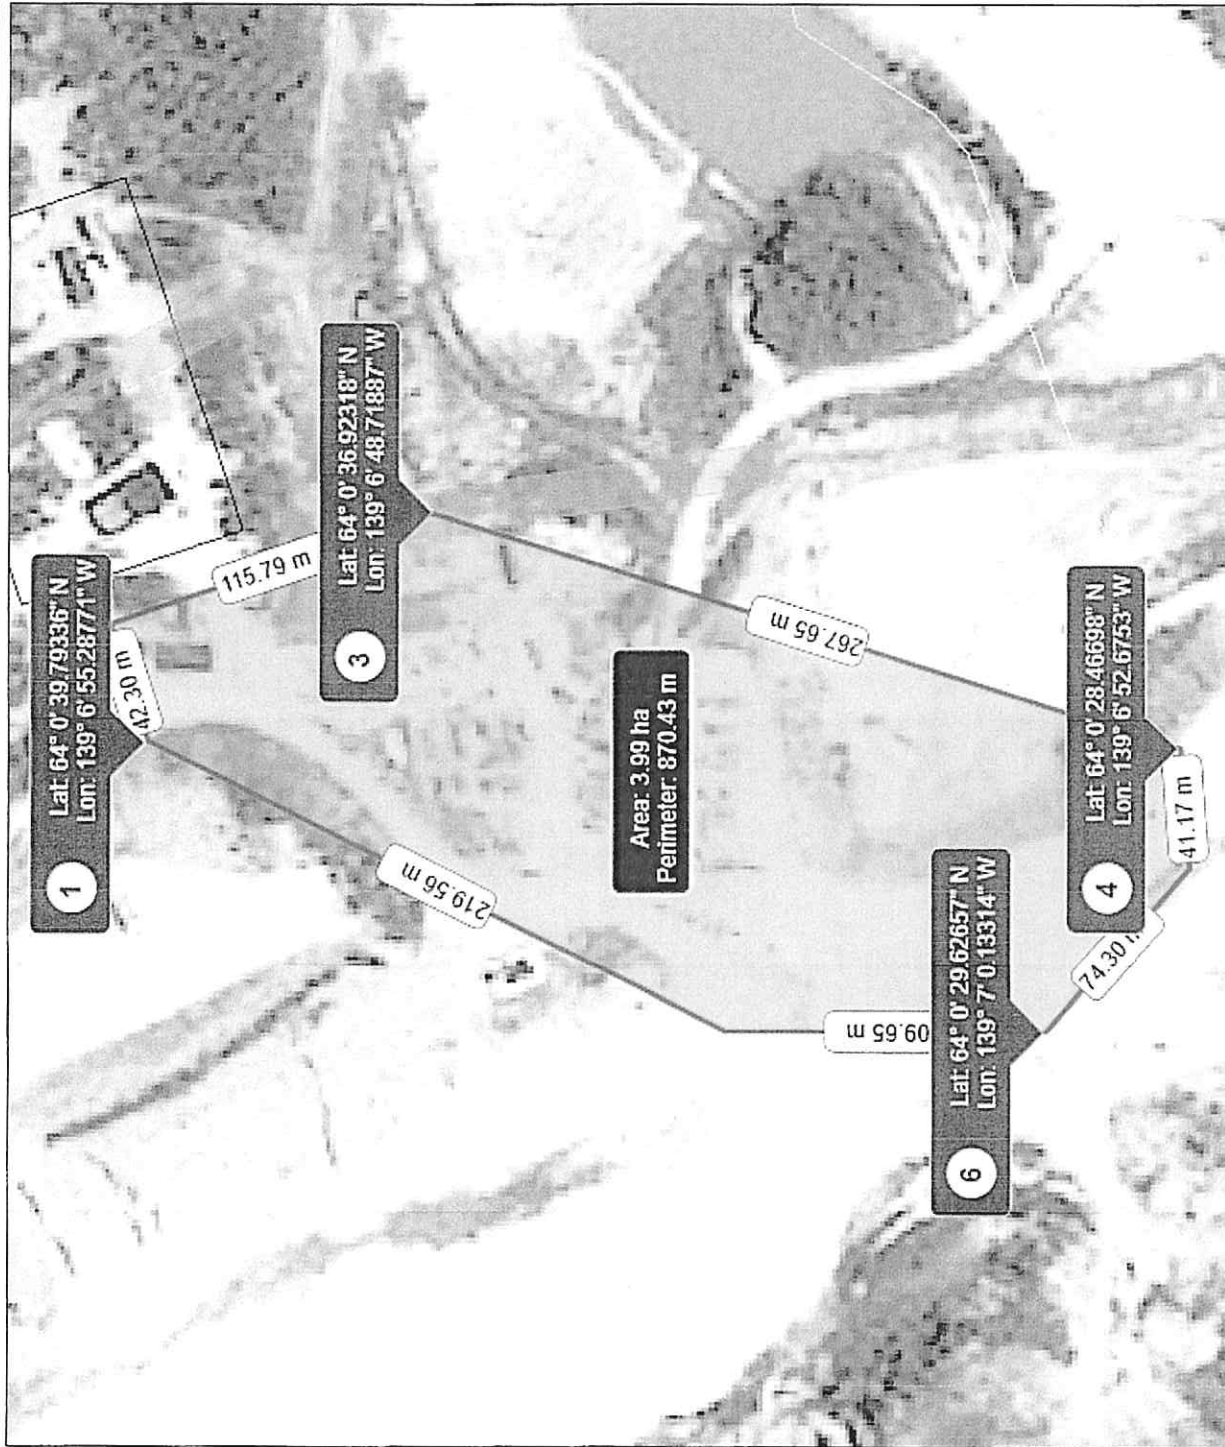 1
Lat: 64° 0' 39.79336" N
Lon: 139° 6' 55.28771" W
42.30 m
115.79 m
3
Lat: 64° 0' 36.92318" N
Lon: 139° 6' 48.71887" W
219.56 m
267.65 m
Area: 3.99 ha
Perimeter: 870.43 m
09.65 m
6
Lat: 64° 0' 29.62657" N
Lon: 139° 7' 0.13314" W
4
Lat: 64° 0' 28.46698" N
Lon: 139° 6' 52.6753" W
74.30
41.17 m